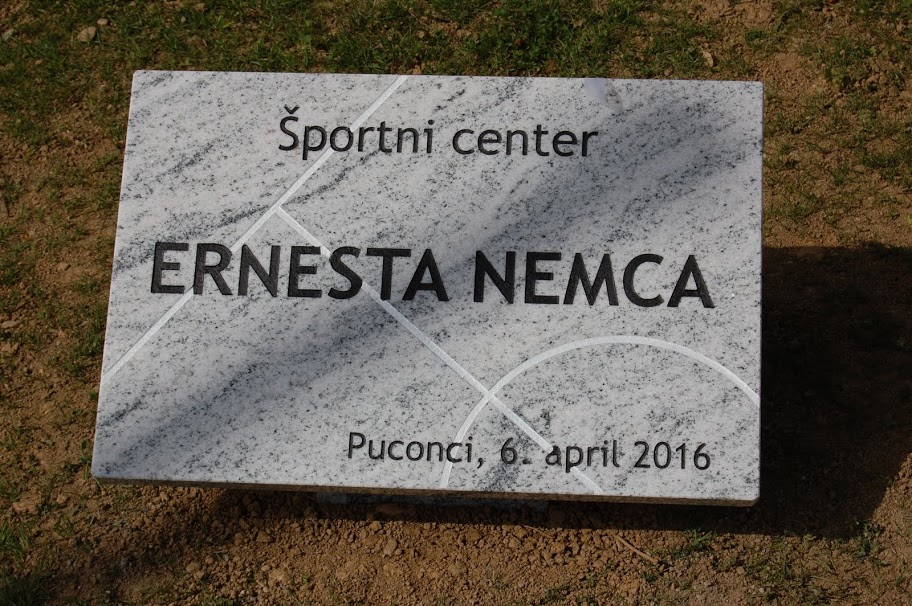 Športni center
ERNESTA NEMCA
Puconci, 6. april 2016